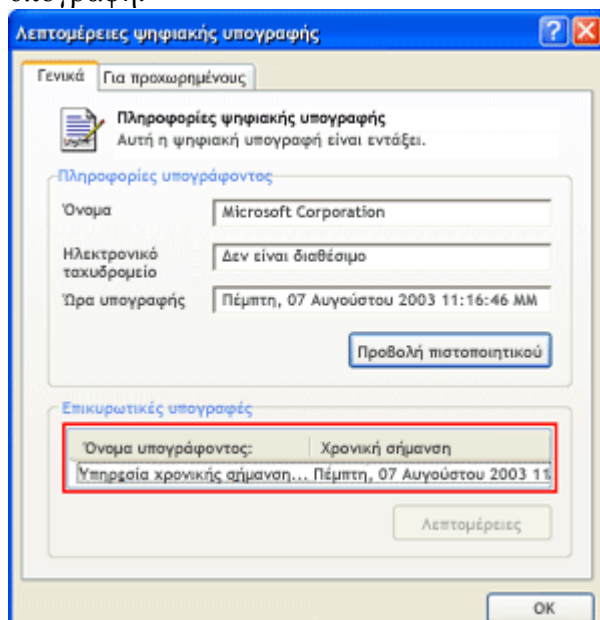 υπογραφή.
Λεπτομέρειες ψηφιακής υπογραφής
Γενικά
Για προχωρημένους
Πληροφορίες ψηφιακής υπογραφής
Αυτή η ψηφιακή υπογραφή είναι εντάξει.
Πληροφορίες υπογράφοντος
Όνομα
Microsoft Corporation
Ηλεκτρονικό ταχυδρομείο
Δεν είναι διαθέσιμο
Ώρα υπογραφής
Πέμπτη, 07 Αυγούστου 2003 11:16:46 ΜΜ
Προβολή πιστοποιητικού
Επικυρωτικές υπογραφές
Όνομα υπογράφοντος:
Χρονική σήμανση
Υπηρεσία χρονικής σήμανση...
Πέμπτη, 07 Αυγούστου 2003 11
Λεπτομέρειες
OK